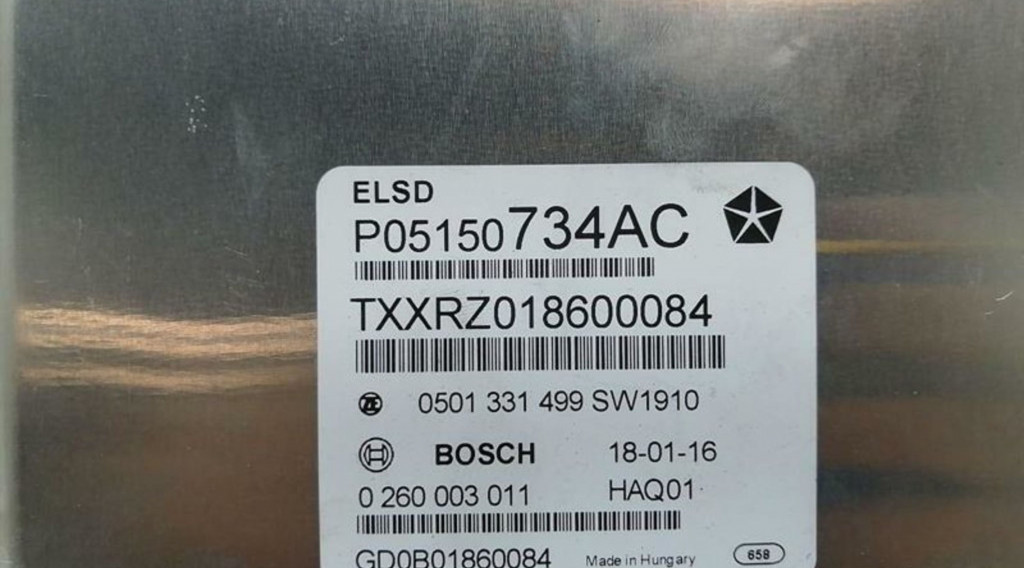 ELSD
P05150734AC
TXXRZ018600084
ZF 0501 331 499 SW1910
BOSCH 18-01-16
0 260 003 011 HAQ01
GD0B01860084 Made in Hungary 658